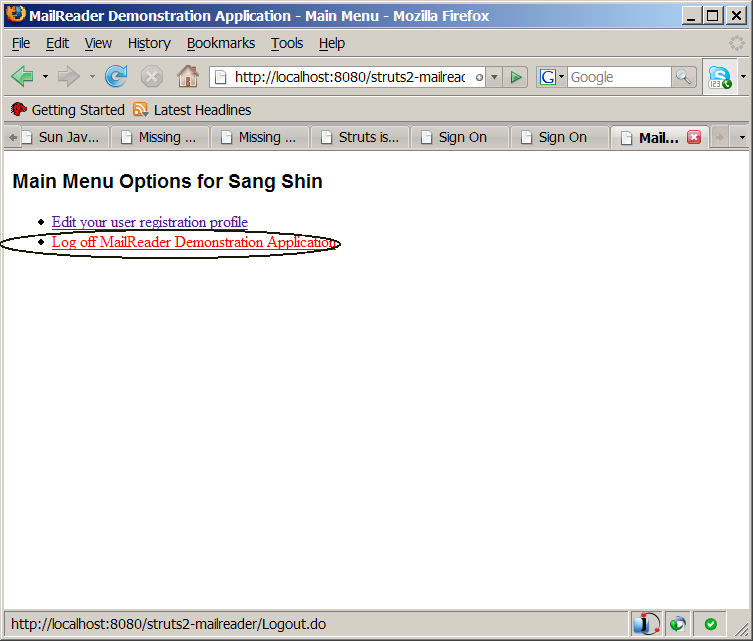 MailReader Demonstration Application - Main Menu - Mozilla Firefox
File Edit View History Bookmarks Tools Help
http://localhost:8080/struts2-mailreac G Google
Getting Started Latest Headlines
Sun Jav... Missing ... Missing ... Struts is... Sign On Sign On Mail...
Main Menu Options for Sang Shin
• Edit your user registration profile
• Log off MailReader Demonstration Application
http://localhost:8080/struts2-mailreader/Logout.do